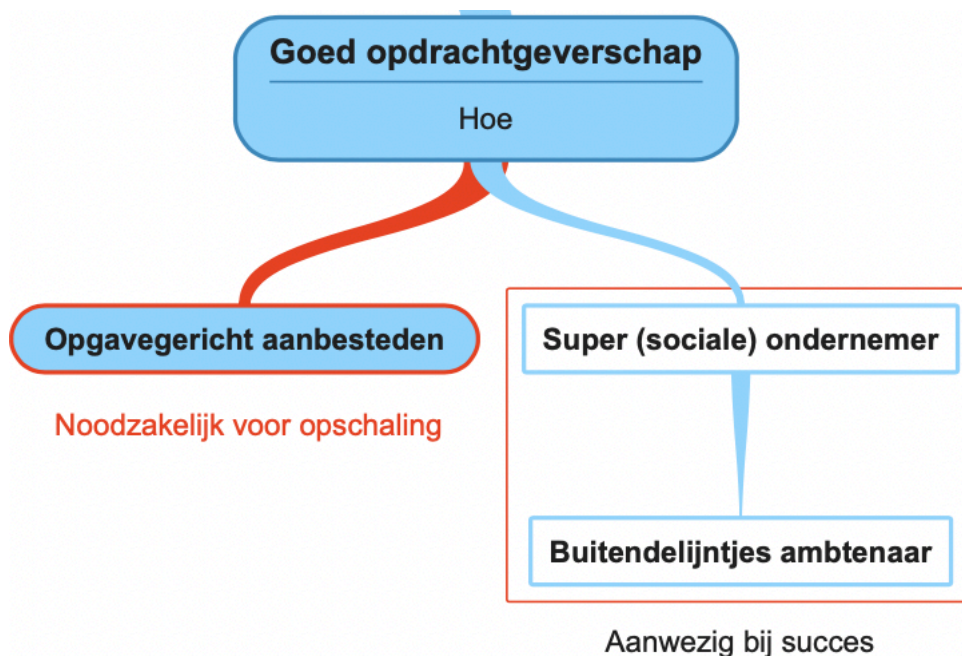 Goed opdrachtgeverschap
Hoe
Opgavegericht aanbesteden
Noodzakelijk voor opschaling
Super (sociale) ondernemer
Buitendelijntjes ambtenaar
Aanwezig bij succes